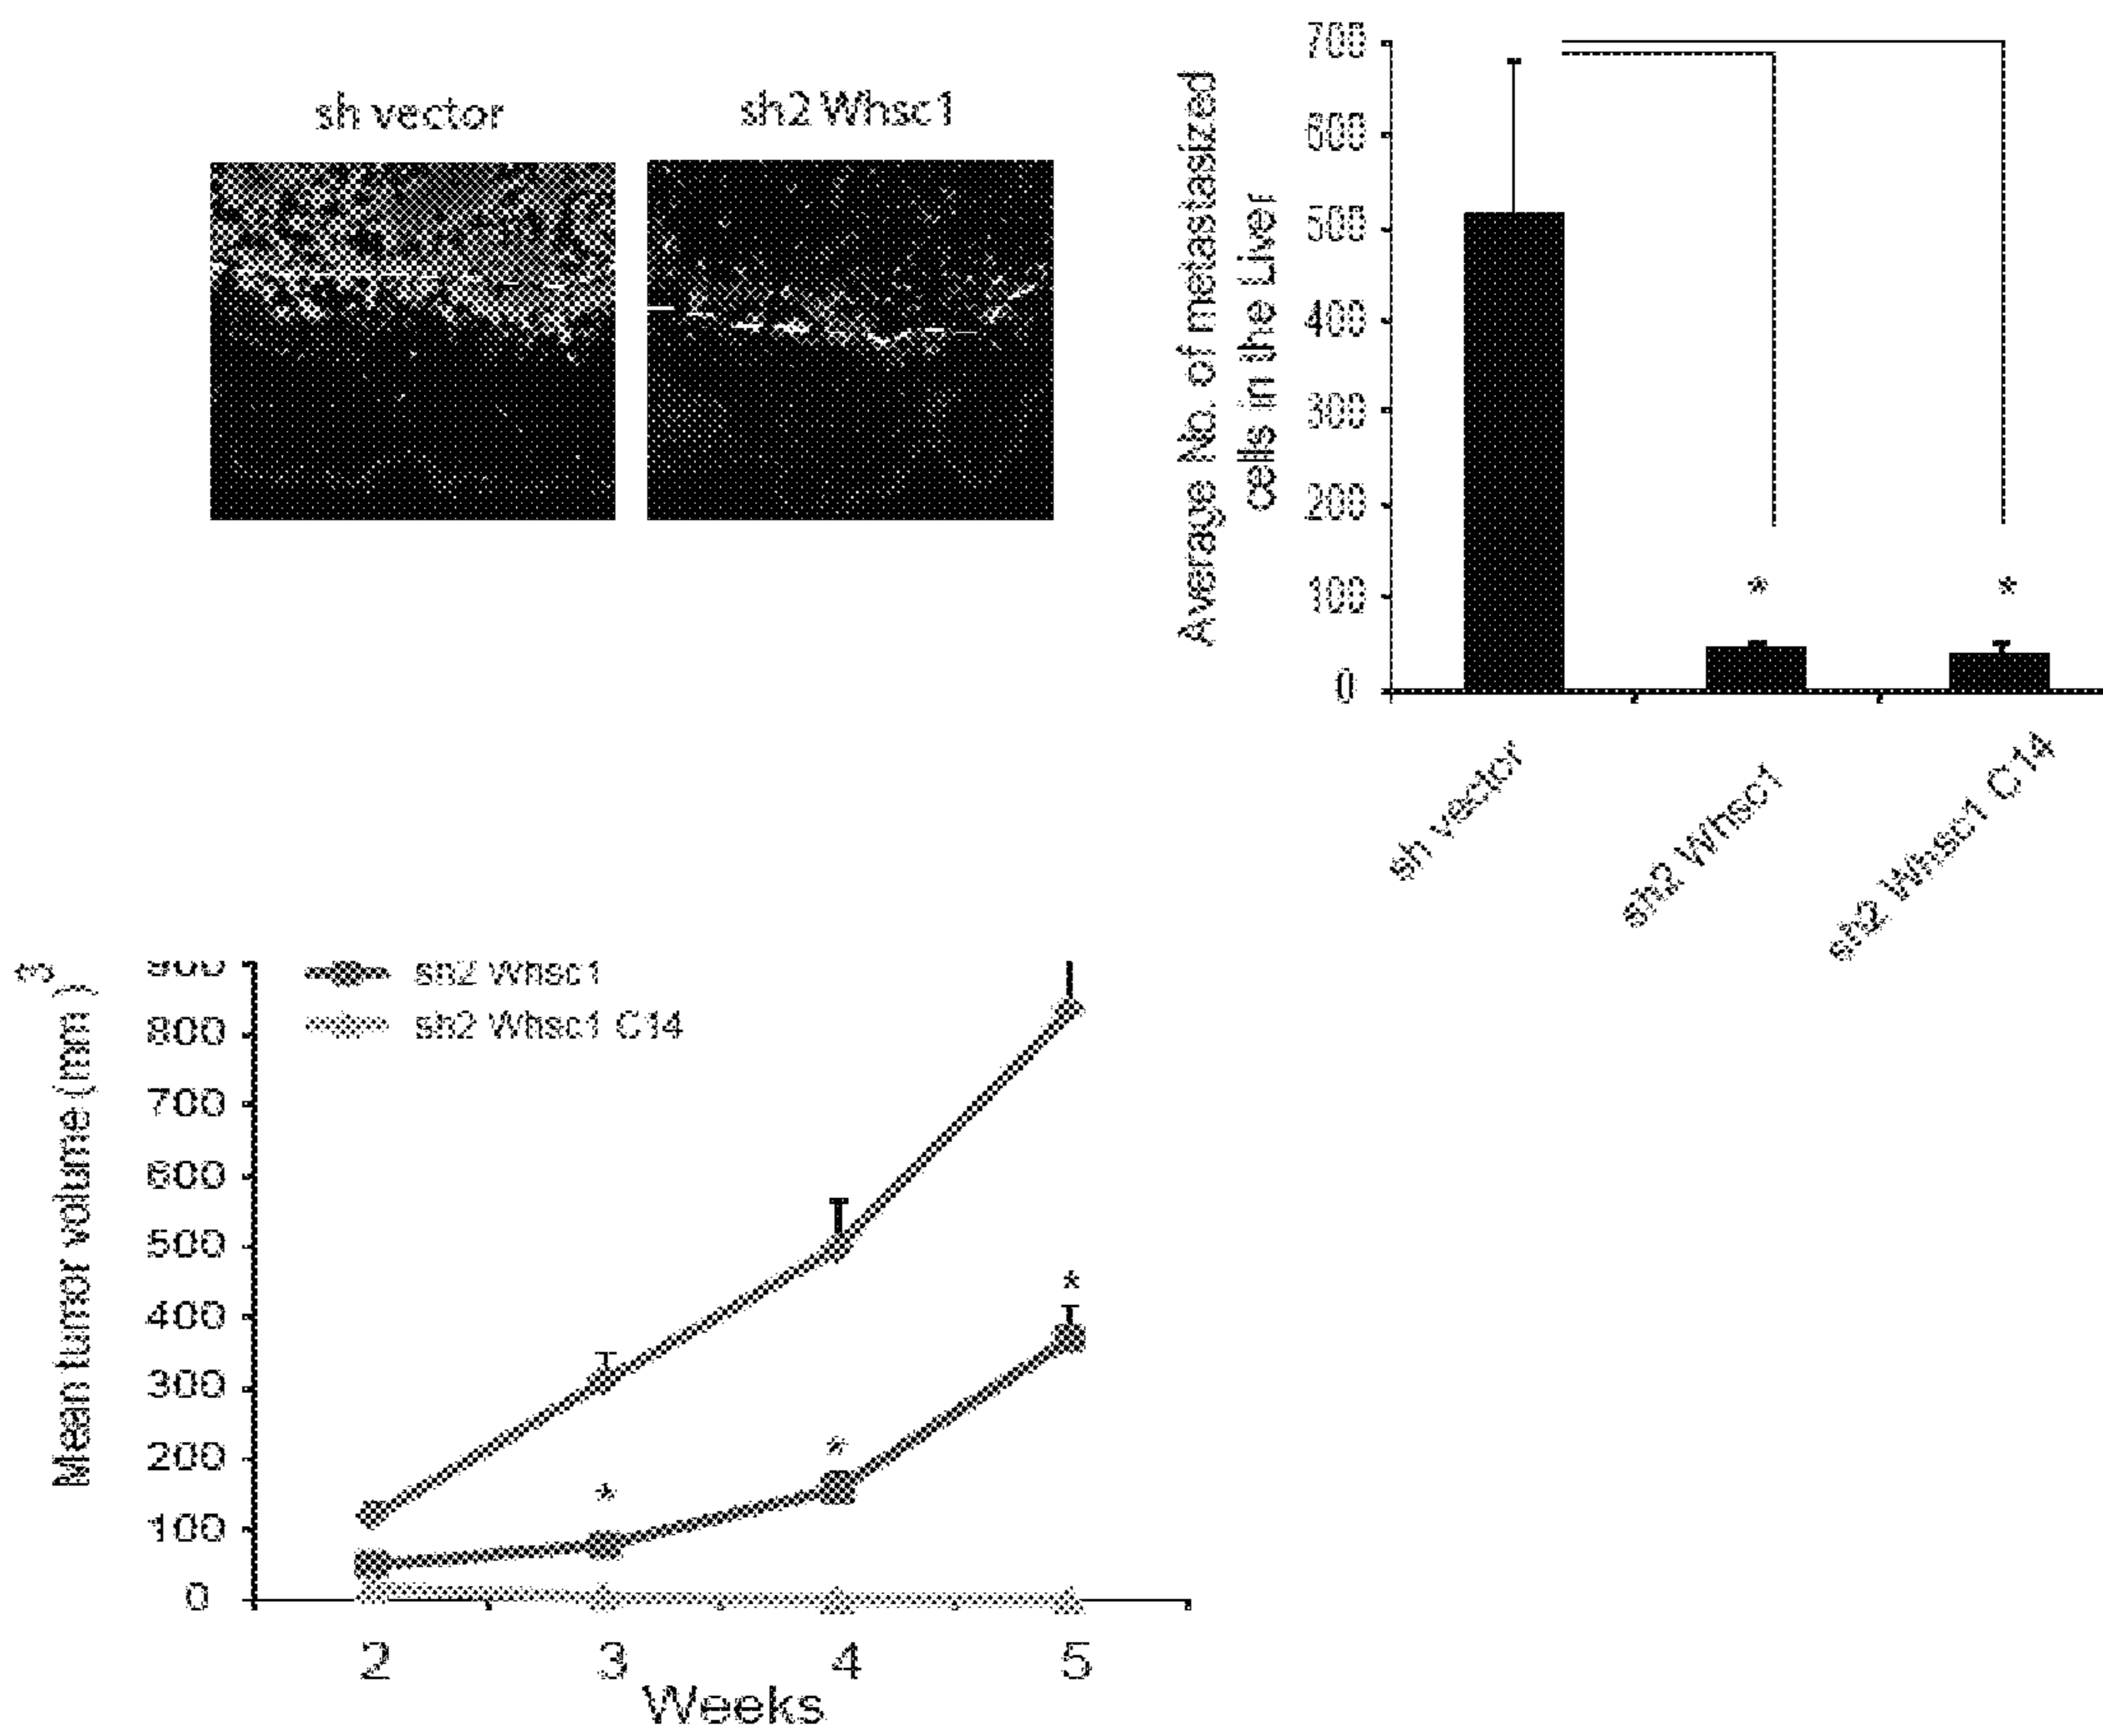 sh vector
sh2 Whsc1
Average No. of metastasized
cells in the Liver
700
600
500
400
300
200
100
0
*
*
sh vector
sh2 Whsc1
sh2 Whsc1 C14
Mean tumor volume (mm³)
900
800
700
600
500
400
300
200
100
0
sh2 Whsc1
sh2 Whsc1 C14
*
*
*
2
3
4
5
Weeks